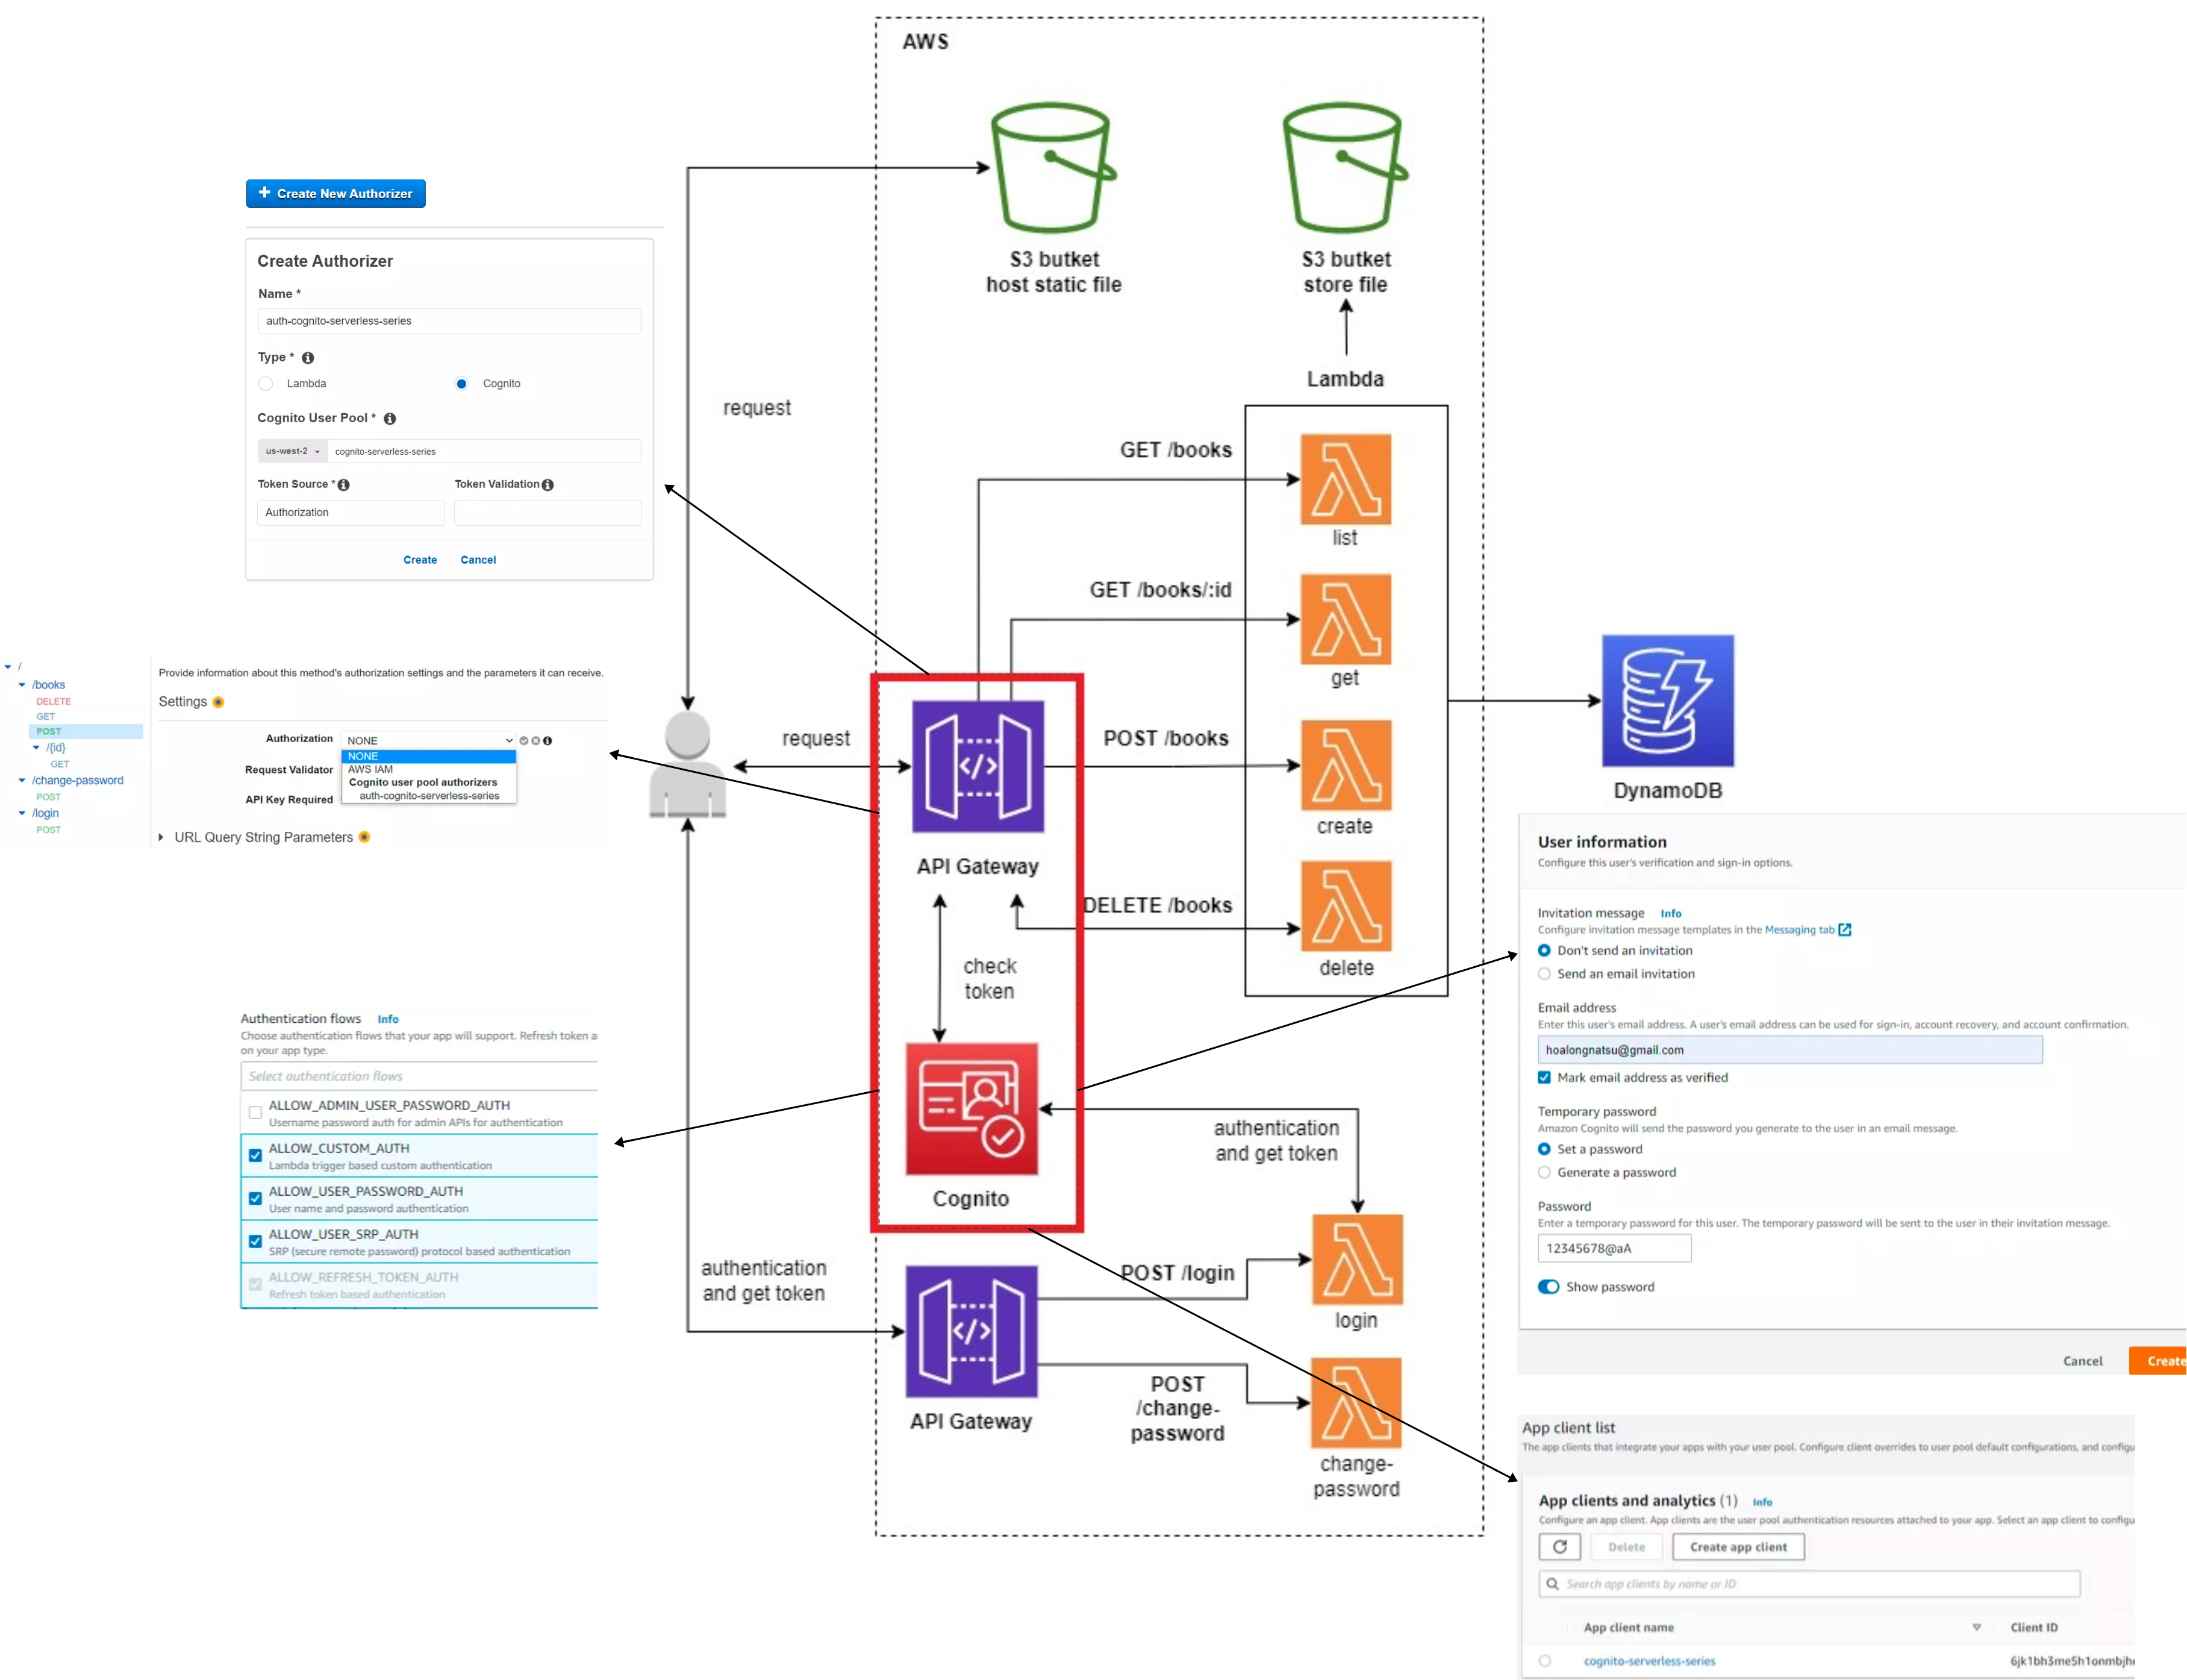 AWS
S3 butket
host static file
S3 butket
store file
Lambda
request
GET /books
list
GET /books/:id
get
request
POST /books
create
API Gateway
DELETE /books
delete
check
token
DynamoDB
Cognito
authentication
and get token
authentication
and get token
POST /login
login
API Gateway
POST
/change-
password
change-
password
Create New Authorizer
Create Authorizer
Name *
auth-cognito-serverless-series
Type *
Lambda
Cognito
Cognito User Pool *
us-west-2
cognito-serverless-series
Token Source *
Token Validation
Authorization
Create
Cancel
/
/books
DELETE
GET
POST
/{id}
GET
/change-password
POST
/login
POST
Provide information about this method's authorization settings and the parameters it can receive.
Settings
Authorization
NONE
NONE
AWS IAM
Cognito user pool authorizers
auth-cognito-serverless-series
Request Validator
API Key Required
URL Query String Parameters
Authentication flows Info
Choose authentication flows that your app will support. Refresh token a
on your app type.
Select authentication flows
ALLOW_ADMIN_USER_PASSWORD_AUTH
Username password auth for admin APIs for authentication
ALLOW_CUSTOM_AUTH
Lambda trigger based custom authentication
ALLOW_USER_PASSWORD_AUTH
User name and password authentication
ALLOW_USER_SRP_AUTH
SRP (secure remote password) protocol based authentication
ALLOW_REFRESH_TOKEN_AUTH
Refresh token based authentication
User information
Configure this user's verification and sign-in options.
Invitation message Info
Configure invitation message templates in the Messaging tab
Don't send an invitation
Send an email invitation
Email address
Enter this user's email address. A user's email address can be used for sign-in, account recovery, and account confirmation.
hoalongnatsu@gmail.com
Mark email address as verified
Temporary password
Amazon Cognito will send the password you generate to the user in an email message.
Set a password
Generate a password
Password
Enter a temporary password for this user. The temporary password will be sent to the user in their invitation message.
12345678@aA
Show password
Cancel
Create
App client list
The app clients that integrate your apps with your user pool. Configure client overrides to user pool default configurations, and configu
App clients and analytics (1) Info
Configure an app client. App clients are the user pool authentication resources attached to your app. Select an app client to configu
Delete
Create app client
Search app clients by name or ID
App client name
Client ID
cognito-serverless-series
6jk1bh3me5h1onmbjh